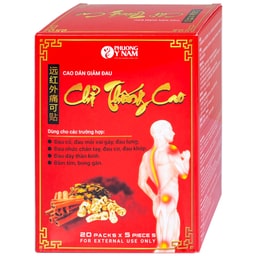 PHUONG
Y NAM
CAO DÁN GIẢM ĐAU
Chỉ Thống Cao
远红外痛可贴
Dùng cho các trường hợp:
Đau cổ, đau mỏi vai gáy, đau lưng,
Đau nhức chân tay, đau cơ, đau khớp,
Đau dây thần kinh,
Bầm tím, bong gân.
20 PACKS x 5 PIECES
FOR EXTERNAL USE ONLY